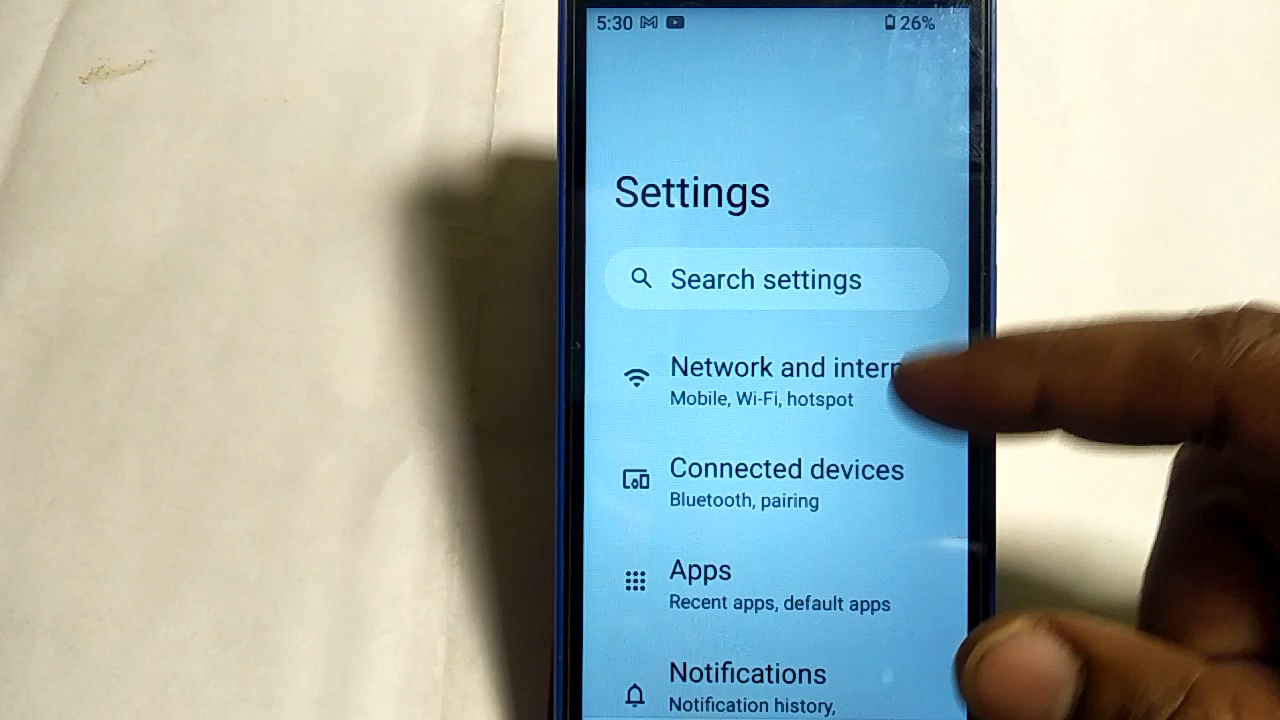 5:30
26%
Settings
Search settings
Network and intern
Mobile, Wi-Fi, hotspot
Connected devices
Bluetooth, pairing
Apps
Recent apps, default apps
Notifications
Notification history,